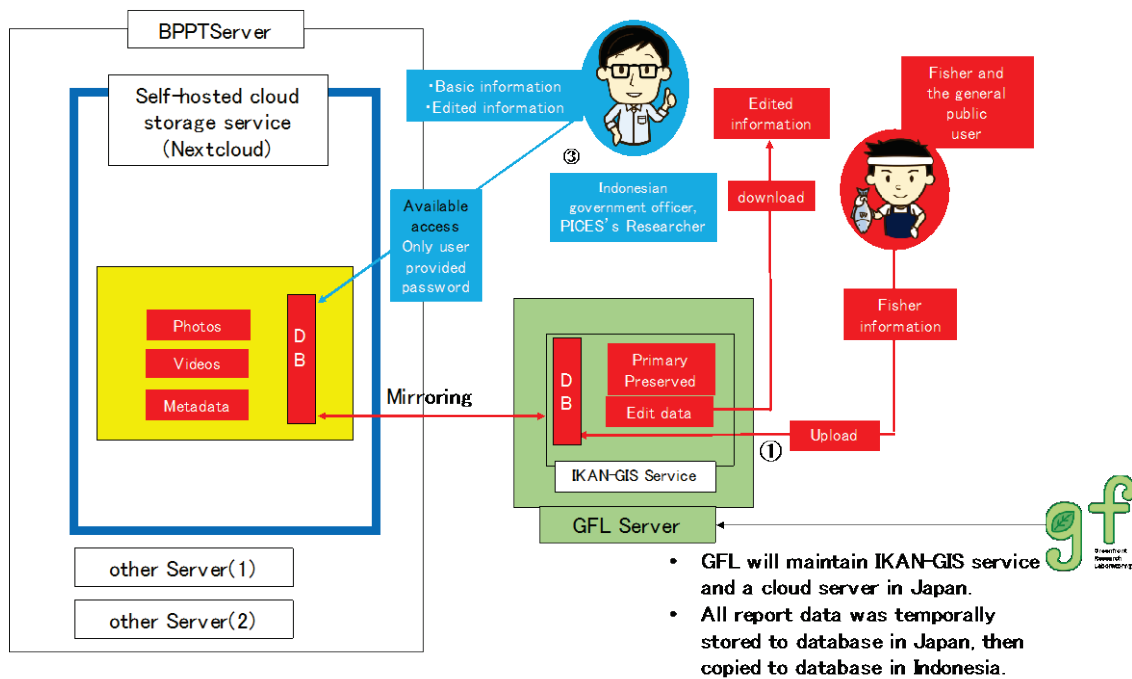 BPPTServer
Self-hosted cloud
storage service
(Nextcloud)
・Basic information
・Edited information
③
Indonesian
government officer,
PICES's Researcher
Available
access
Only user
provided
password
Edited
information
download
Fisher and
the general
public
user
Fisher
information
Upload
①
Photos
Videos
Metadata
D
B
Mirroring
D
B
Primary
Preserved
Edit data
IKAN-GIS Service
GFL Server
other Server(1)
other Server(2)
gf
Greenfront
Research
Laboratory
• GFL will maintain IKAN-GIS service
and a cloud server in Japan.
• All report data was temporally
stored to database in Japan, then
copied to database in Indonesia.